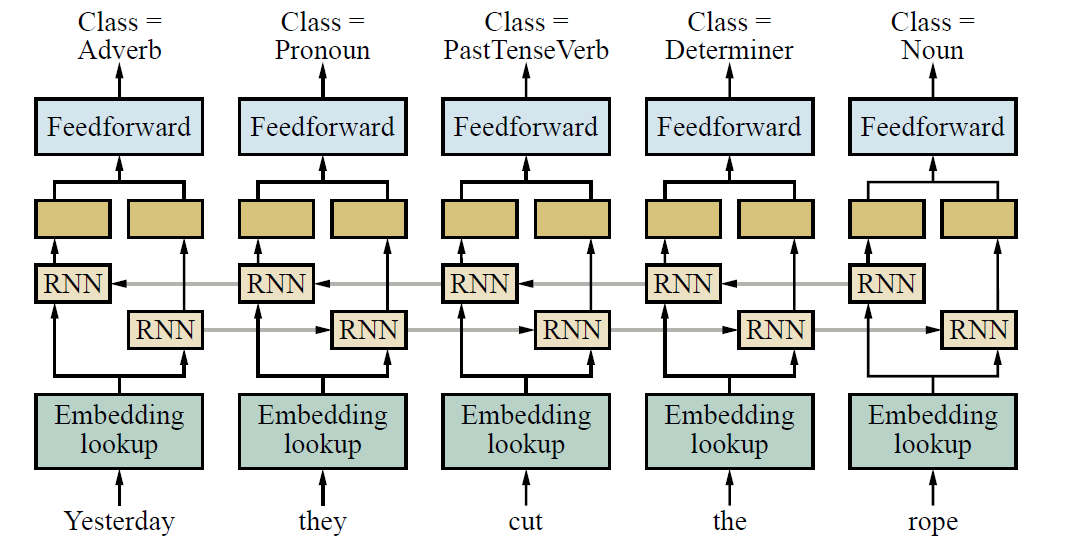 Class = Class = Class = Class = Class =
Adverb Pronoun PastTenseVerb Determiner Noun
Feedforward Feedforward Feedforward Feedforward Feedforward
RNN RNN RNN RNN RNN
RNN RNN RNN RNN RNN
Embedding Embedding Embedding Embedding Embedding
lookup lookup lookup lookup lookup
Yesterday they cut the rope